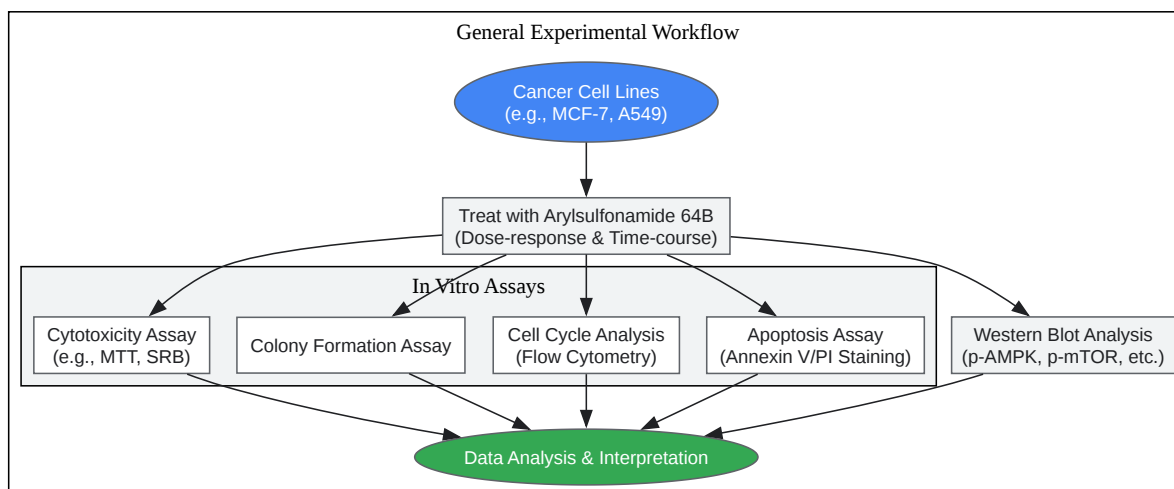 General Experimental Workflow
Cancer Cell Lines
(e.g., MCF-7, A549)
Treat with Arylsulfonamide 64B
(Dose-response & Time-course)
In Vitro Assays
Cytotoxicity Assay
(e.g., MTT, SRB)
Colony Formation Assay
Cell Cycle Analysis
(Flow Cytometry)
Apoptosis Assay
(Annexin V/PI Staining)
Western Blot Analysis
(p-AMPK, p-mTOR, etc.)
Data Analysis & Interpretation